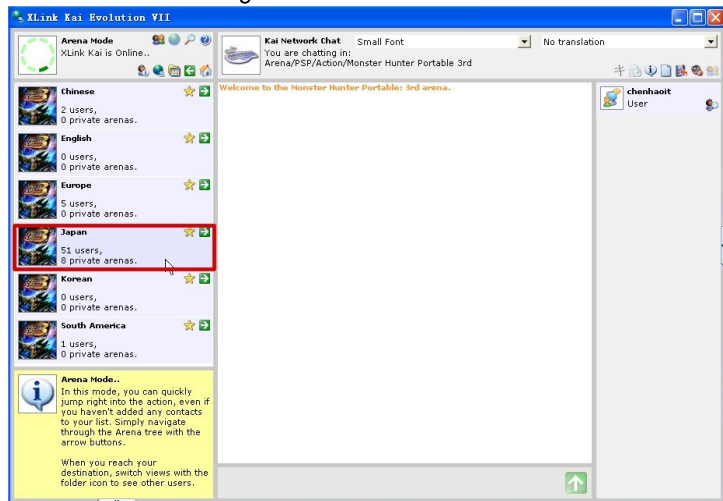 XLink Kai Evolution VII
Arena Mode
XLink Kai is Online..
Kai Network Chat
Small Font
No translation
You are chatting in:
Arena/PSP/Action/Monster Hunter Portable 3rd
Chinese
2 users,
0 private arenas.
English
0 users,
0 private arenas.
Europe
5 users,
0 private arenas.
Japan
51 users,
8 private arenas.
Korean
0 users,
0 private arenas.
South America
1 users,
0 private arenas.
Arena Mode..
In this mode, you can quickly
jump right into the action, even if
you haven't added any contacts
to your list. Simply navigate
through the Arena tree with the
arrow buttons.
When you reach your
destination, switch views with the
folder icon to see other users.
Welcome to the Monster Hunter Portable: 3rd arena.
chenhaoit
User